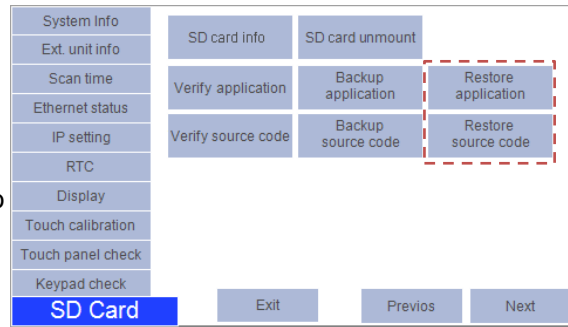 System Info
Ext. unit info
Scan time
Ethernet status
IP setting
RTC
Display
Touch calibration
Touch panel check
Keypad check
SD Card
SD card info
SD card unmount
Verify application
Backup
application
Restore
application
Verify source code
Backup
source code
Restore
source code
Exit
Previos
Next